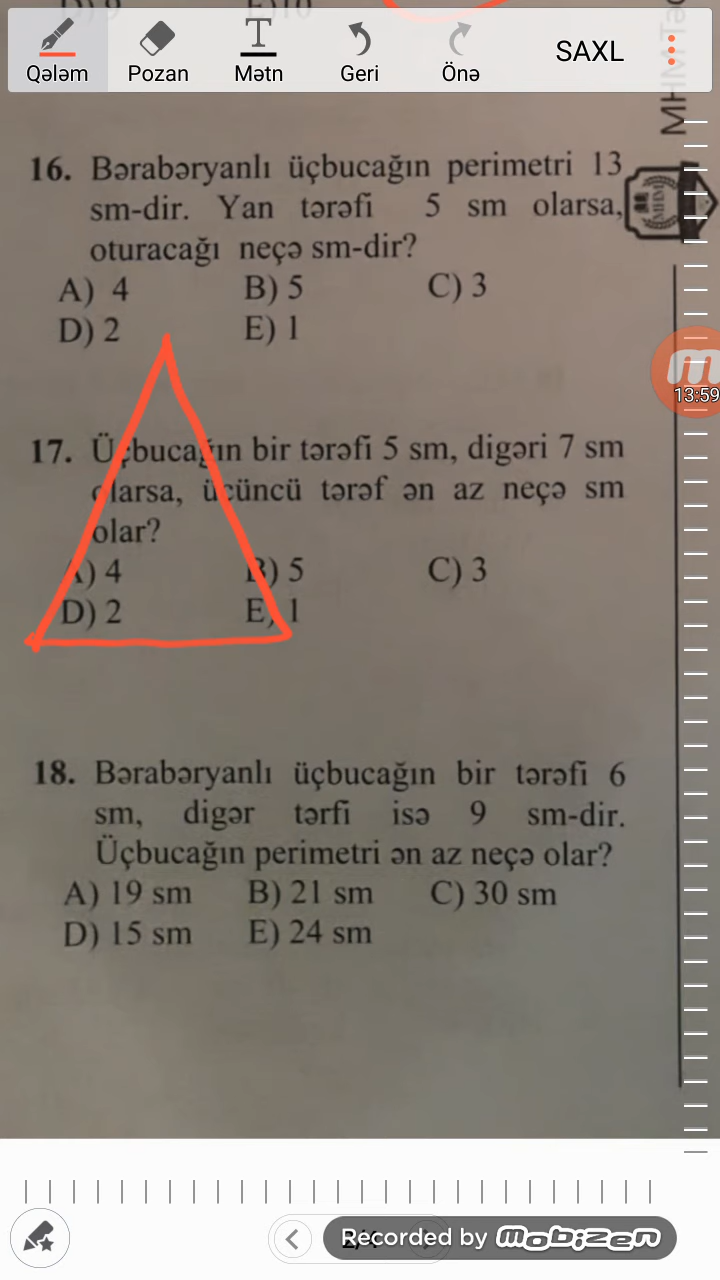 Qələm Pozan Mətn Geri Önə SAXL
16. Bərabəryanlı üçbucağın perimetri 13
sm-dir. Yan tərəfi 5 sm olarsa,
oturacağı neçə sm-dir?
A) 4 B) 5 C) 3
D) 2 E) 1
13:59
17. Üçbucağın bir tərəfi 5 sm, digəri 7 sm
olarsa, üçüncü tərəf ən az neçə sm
olar?
A) 4 B) 5 C) 3
D) 2 E) 1
18. Bərabəryanlı üçbucağın bir tərəfi 6
sm, digər tərfi isə 9 sm-dir.
Üçbucağın perimetri ən az neçə olar?
A) 19 sm B) 21 sm C) 30 sm
D) 15 sm E) 24 sm
MHM
Recorded by mobizen